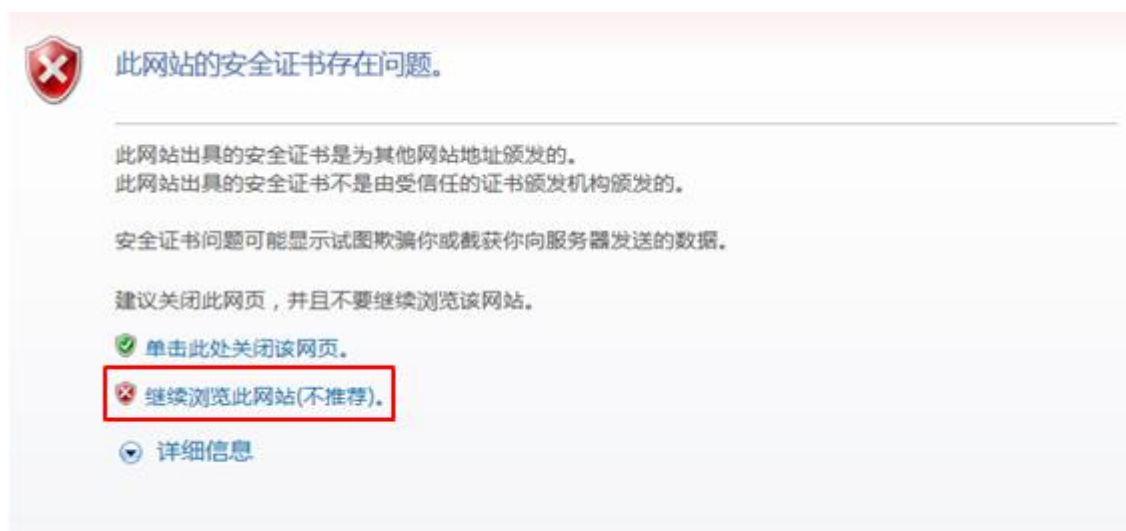 此网站的安全证书存在问题。
此网站出具的安全证书是为其他网站地址颁发的。
此网站出具的安全证书不是由受信任的证书颁发机构颁发的。
安全证书问题可能显示试图欺骗你或截获你向服务器发送的数据。
建议关闭此网页，并且不要继续浏览该网站。
单击此处关闭该网页。
继续浏览此网站(不推荐)。
详细信息